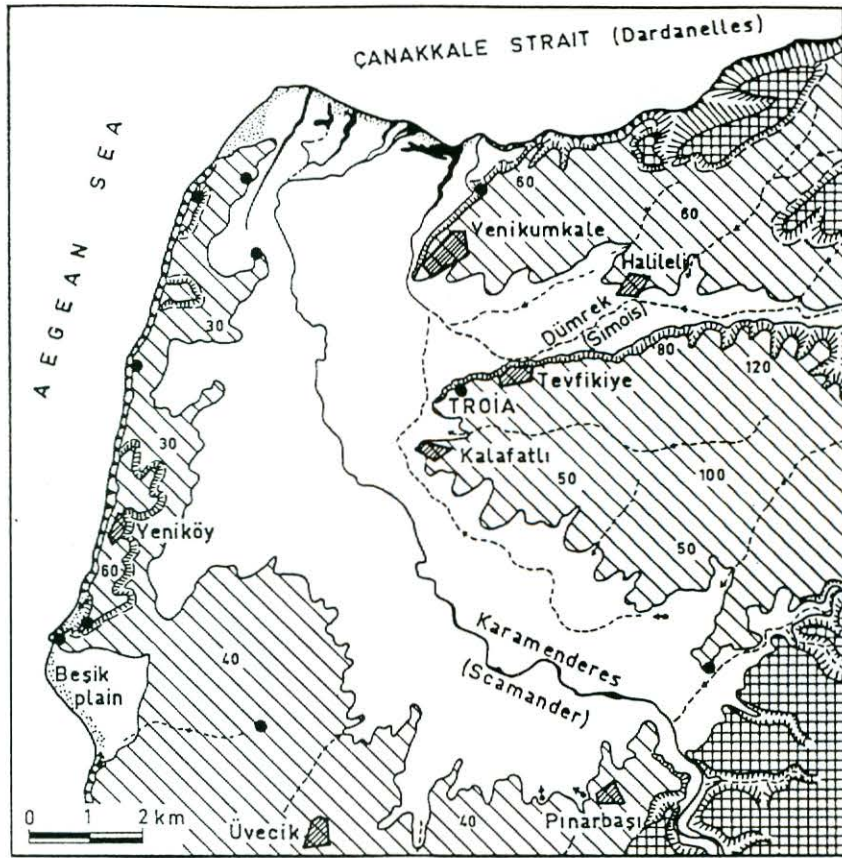 ÇANAKKALE STRAIT (Dardanelles)
AEGEAN SEA
60
Yenikumkale
60
Halileli
30
Dümrek
(Simois)
80
120
Tevfikiye
TROIA
30
Kalafatlı
50
100
Yeniköy
50
60
Karamenderes
(Scamander)
40
Beşik
plain
0 1 2 km
Üvecik
40
Pınarbaşı